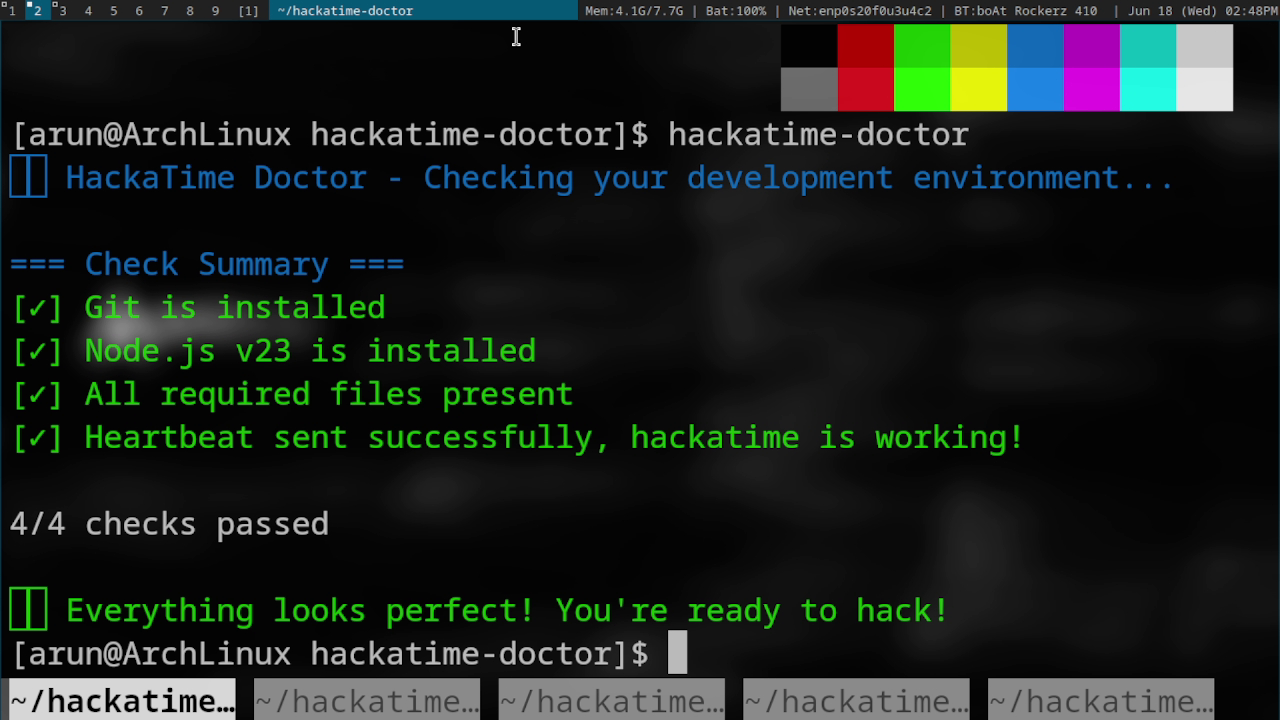 1 2 3 4 5 6 7 8 9 [1] ~/hackatime-doctor Mem:4.1G/7.7G | Bat:100% | Net:enp0s20f0u3u4c2 | BT:boAt Rockerz 410 | Jun 18 (Wed) 02:48PM
[arun@ArchLinux hackatime-doctor]$ hackatime-doctor
HackaTime Doctor - Checking your development environment...
=== Check Summary ===
[✓] Git is installed
[✓] Node.js v23 is installed
[✓] All required files present
[✓] Heartbeat sent successfully, hackatime is working!
4/4 checks passed
Everything looks perfect! You're ready to hack!
[arun@ArchLinux hackatime-doctor]$
~/hackatime… ~/hackatime… ~/hackatime… ~/hackatime… ~/hackatime…